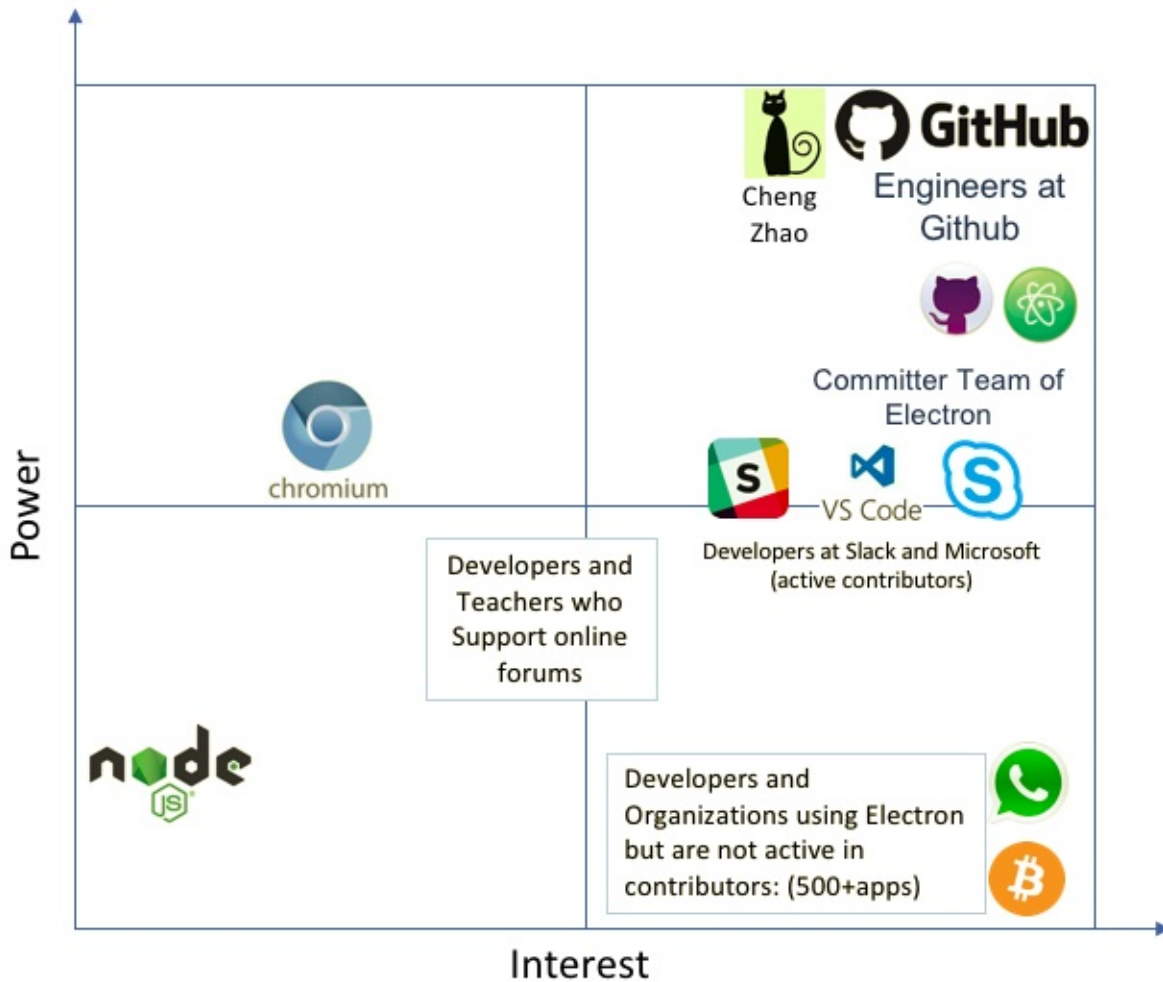 GitHub
Cheng
Zhao
Engineers at
Github
Committer Team of
Electron
chromium
S
VS Code
S
Developers at Slack and Microsoft
(active contributors)
Power
Developers and
Teachers who
Support online
forums
node
JS
Developers and
Organizations using Electron
but are not active in
contributors: (500+apps)
Interest